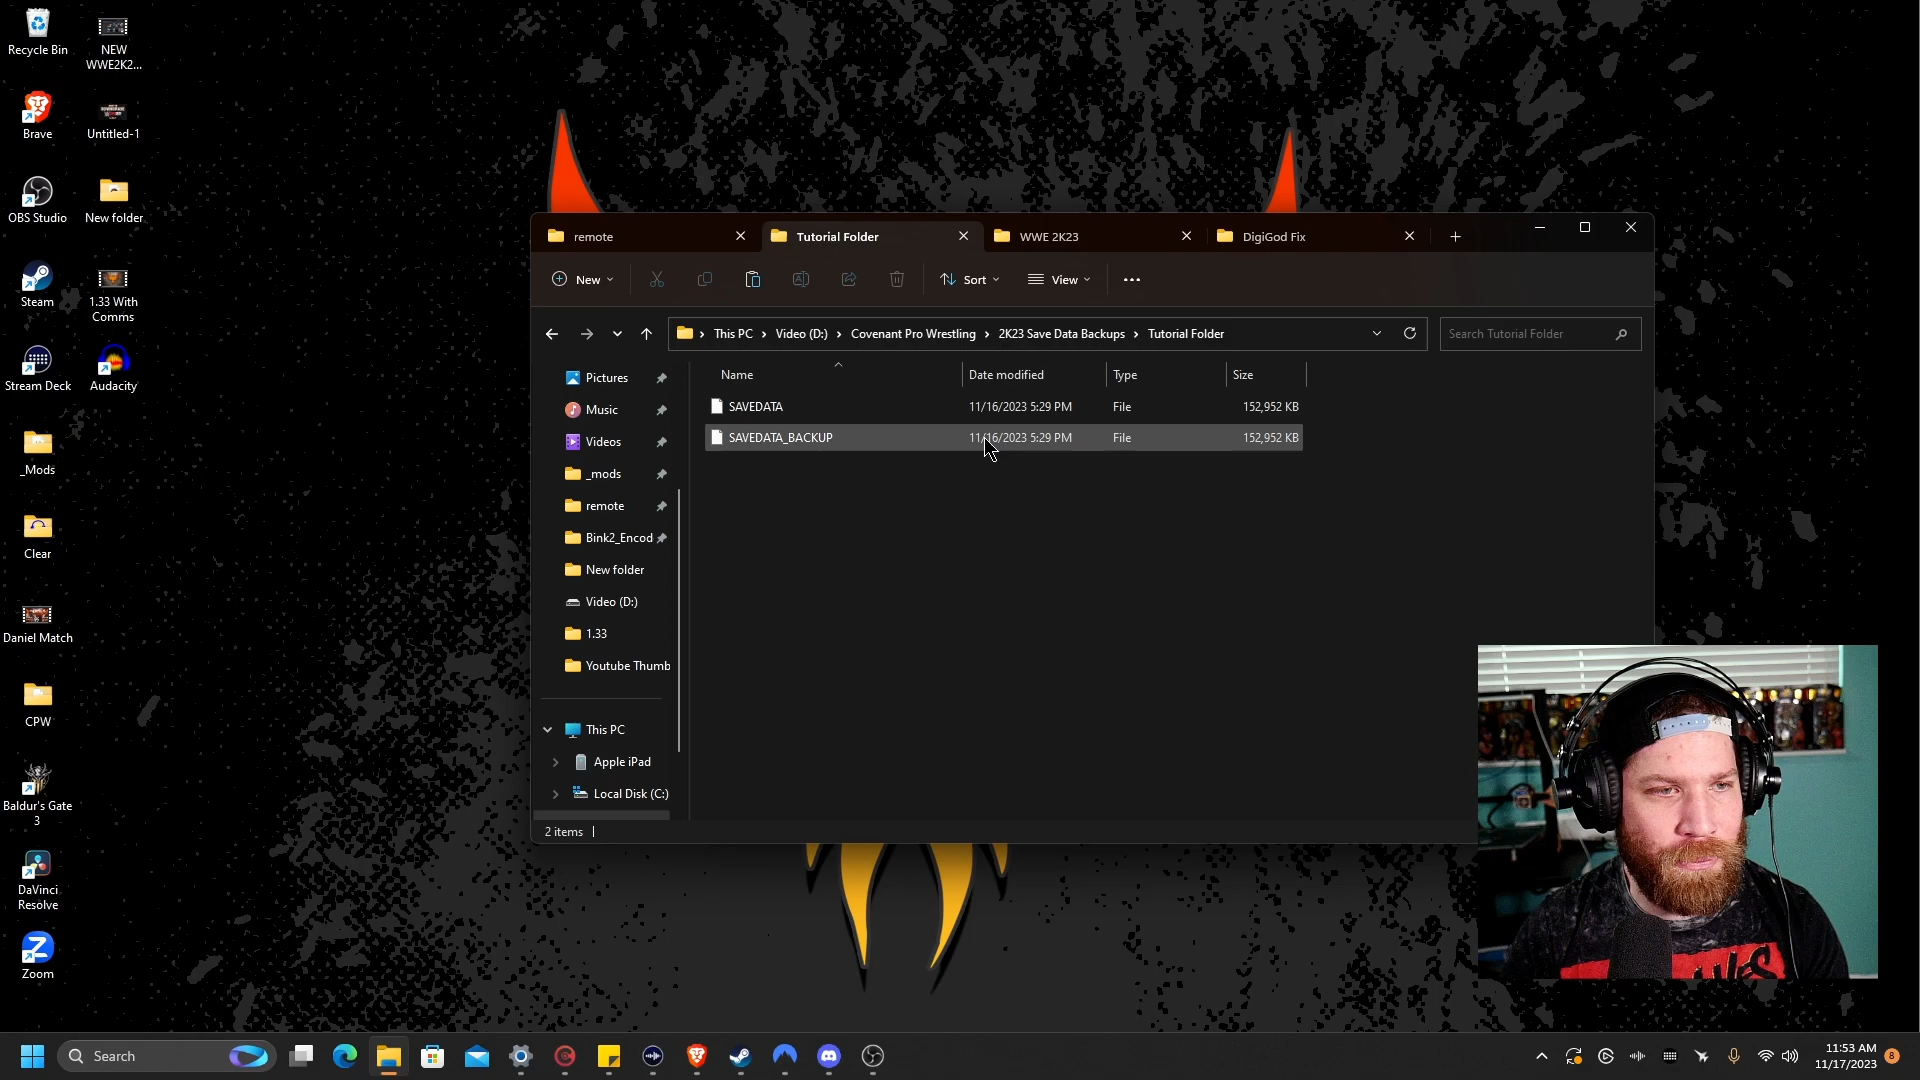 Recycle Bin
NEW
WWE2K2...
Brave
Untitled-1
OBS Studio
New folder
Steam
1.33 With
Comms
Stream Deck
Audacity
_Mods
Clear
Daniel Match
CPW
Baldur's Gate
3
DaVinci
Resolve
Zoom
remote
Tutorial Folder
WWE 2K23
DigiGod Fix
New
Sort
View
This PC > Video (D:) > Covenant Pro Wrestling > 2K23 Save Data Backups > Tutorial Folder
Search Tutorial Folder
Name Date modified Type Size
SAVEDATA 11/16/2023 5:29 PM File 152,952 KB
SAVEDATA_BACKUP 11/16/2023 5:29 PM File 152,952 KB
Pictures
Music
Videos
_mods
remote
Bink2_Encod
New folder
Video (D:)
1.33
Youtube Thumb
This PC
Apple iPad
Local Disk (C:)
2 items
Search
11:53 AM
11/17/2023
8